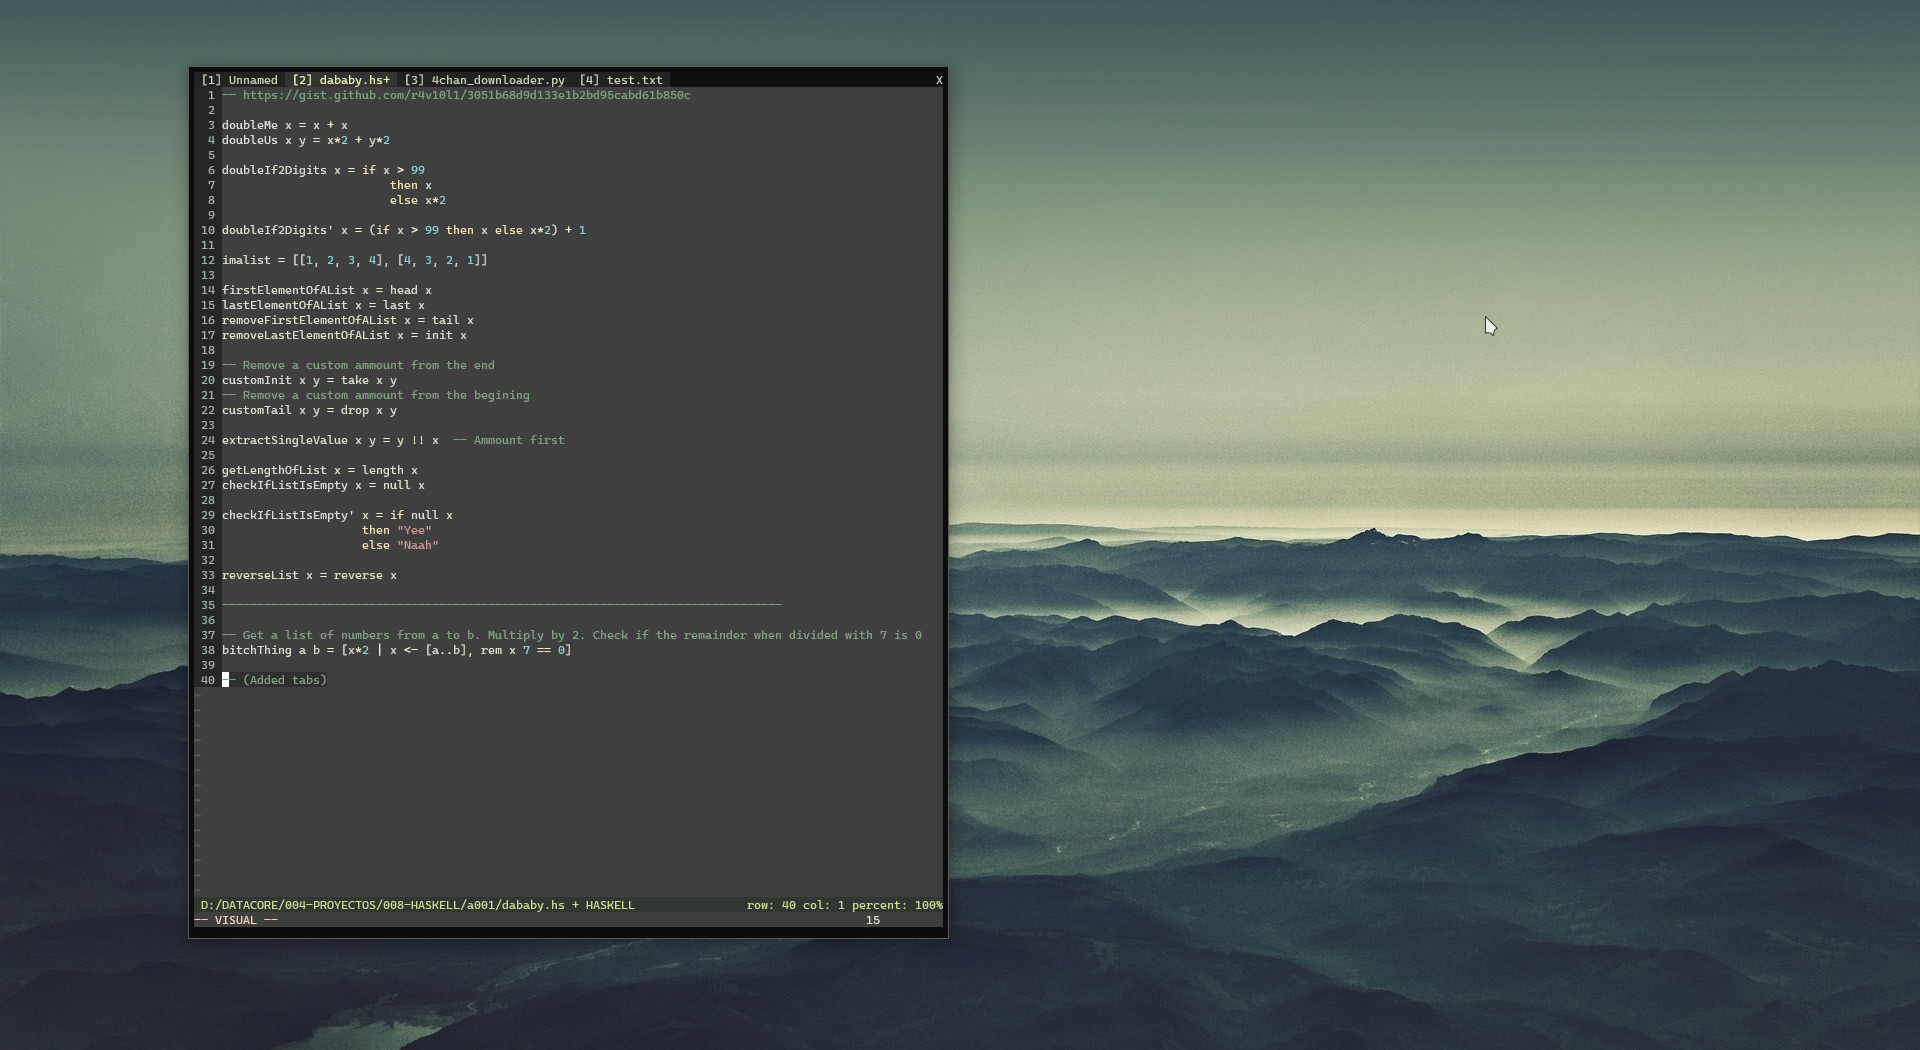 [1] Unnamed [2] dababy.hs+ [3] 4chan_downloader.py [4] test.txt X
1 -- https://gist.github.com/r4v10l1/3051b68d9d133e1b2bd95cabd61b850c
2
3 doubleMe x = x + x
4 doubleUs x y = x*2 + y*2
5
6 doubleIf2Digits x = if x > 99
7                         then x
8                         else x*2
9
10 doubleIf2Digits' x = (if x > 99 then x else x*2) + 1
11
12 imalist = [[1, 2, 3, 4], [4, 3, 2, 1]]
13
14 firstElementOfAList x = head x
15 lastElementOfAList x = last x
16 removeFirstElementOfAList x = tail x
17 removeLastElementOfAList x = init x
18
19 -- Remove a custom ammount from the end
20 customInit x y = take x y
21 -- Remove a custom ammount from the begining
22 customTail x y = drop x y
23
24 extractSingleValue x y = y !! x  -- Ammount first
25
26 getLengthOfList x = length x
27 checkIfListIsEmpty x = null x
28
29 checkIfListIsEmpty' x = if null x
30                     then "Yee"
31                     else "Naah"
32
33 reverseList x = reverse x
34
35 --------------------------------------------------------------------------------
36
37 -- Get a list of numbers from a to b. Multiply by 2. Check if the remainder when divided with 7 is 0
38 bitchThing a b = [x*2 | x <- [a..b], rem x 7 == 0]
39
40 -- (Added tabs)
~
~
~
~
~
~
~
~
~
~
~
~
~
~
D:/DATACORE/004-PROYECTOS/008-HASKELL/a001/dababy.hs + HASKELL row: 40 col: 1 percent: 100%
-- VISUAL -- 15